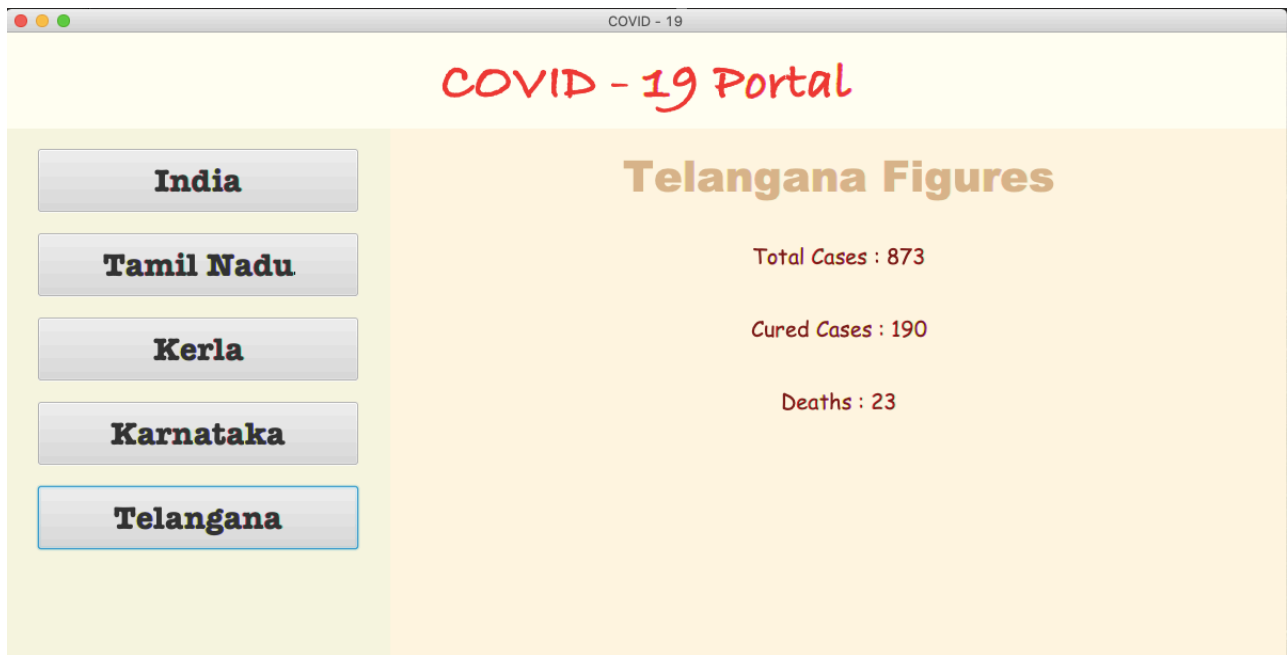 COVID - 19
COVID - 19 Portal
India
Tamil Nadu
Kerla
Karnataka
Telangana
Telangana Figures
Total Cases : 873
Cured Cases : 190
Deaths : 23